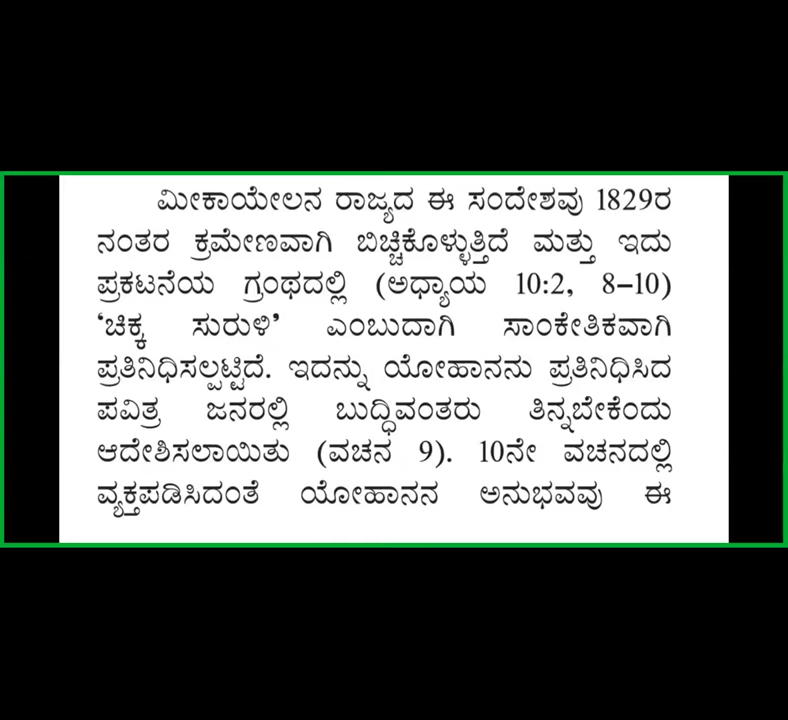 ಮೀಕಾಯೇಲನ ರಾಜ್ಯದ ಈ ಸಂದೇಶವು 1829ರ
ನಂತರ ಕ್ರಮೇಣವಾಗಿ ಬಿಚ್ಚಿಕೊಳ್ಳುತ್ತಿದೆ ಮತ್ತು ಇದು
ಪ್ರಕಟನೆಯ ಗ್ರಂಥದಲ್ಲಿ (ಅಧ್ಯಾಯ 10:2, 8–10)
‘ಚಿಕ್ಕ ಸುರುಳಿ’ ಎಂಬುದಾಗಿ ಸಾಂಕೇತಿಕವಾಗಿ
ಪ್ರತಿನಿಧಿಸಲ್ಪಟ್ಟಿದೆ. ಇದನ್ನು ಯೋಹಾನನು ಪ್ರತಿನಿಧಿಸಿದ
ಪವಿತ್ರ ಜನರಲ್ಲಿ ಬುದ್ಧಿವಂತರು ತಿನ್ನಬೇಕೆಂದು
ಆದೇಶಿಸಲಾಯಿತು (ವಚನ 9). 10ನೇ ವಚನದಲ್ಲಿ
ವ್ಯಕ್ತಪಡಿಸಿದಂತೆ ಯೋಹಾನನ ಅನುಭವವು ಈ